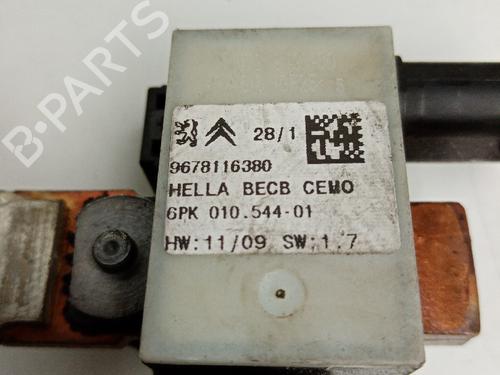 B-PARTS
28/1
9678116380
HELLA BECB CEMO
6PK 010.544-01
HW:11/09 SW:1.7